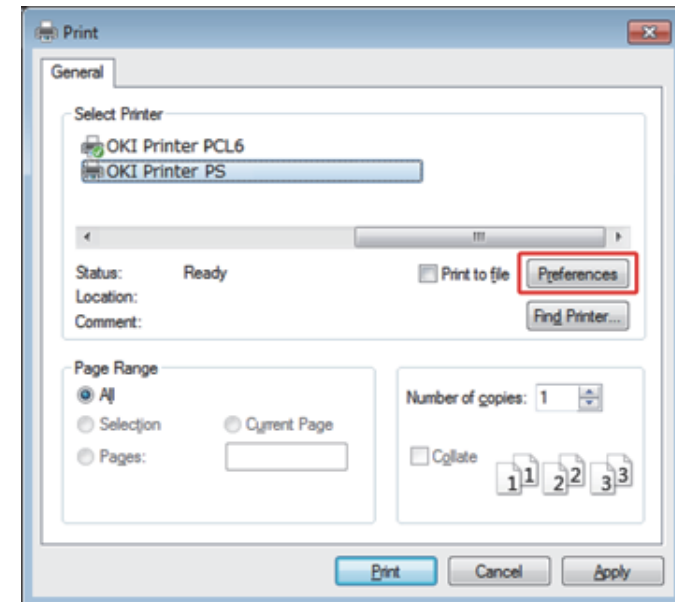 Print
General
Select Printer
OKI Printer PCL6
OKI Printer PS
Status: Ready Print to file Preferences
Location:
Comment: Find Printer...
Page Range
All Number of copies: 1
Selection Current Page
Pages: Collate
1 1 2 2 3 3
Print Cancel Apply